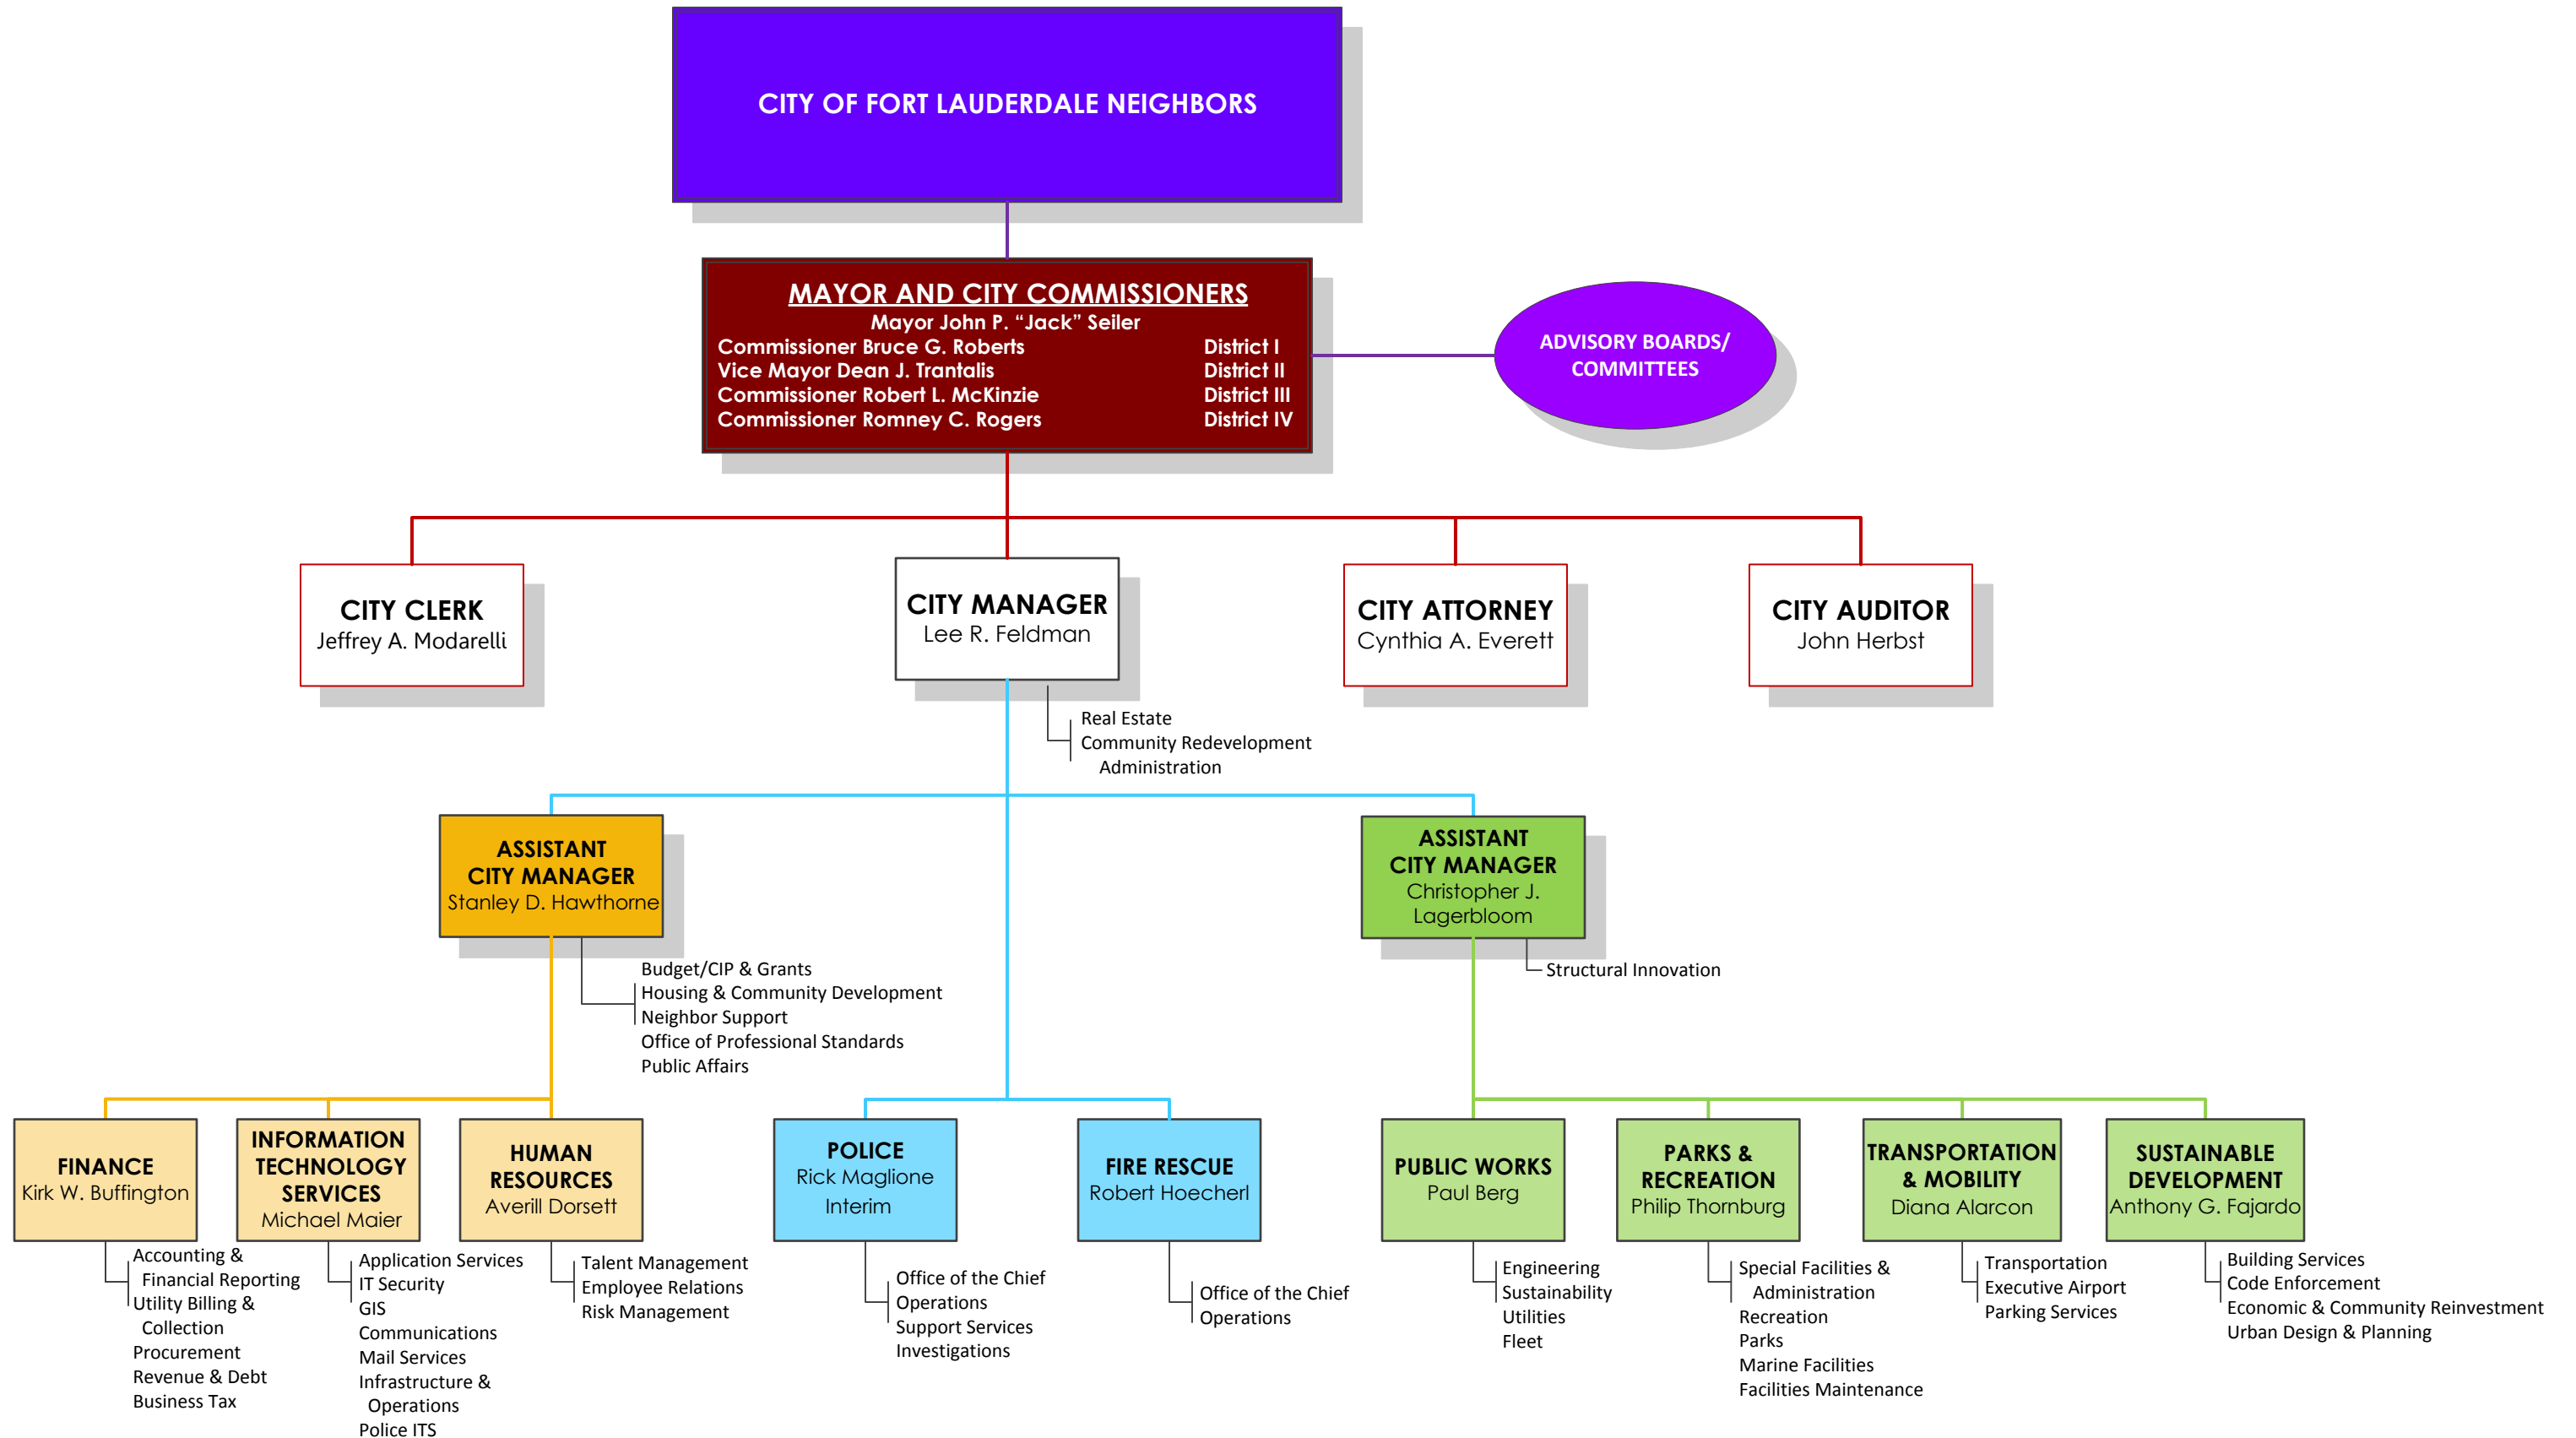 CITY OF FORT LAUDERDALE NEIGHBORS
MAYOR AND CITY COMMISSIONERS
Mayor John P. “Jack” Seiler
Commissioner Bruce G. Roberts District I
Vice Mayor Dean J. Trantalis District II
Commissioner Robert L. McKinzie District III
Commissioner Romney C. Rogers District IV
ADVISORY BOARDS/
COMMITTEES
CITY CLERK
Jeffrey A. Modarelli
CITY MANAGER
Lee R. Feldman
CITY ATTORNEY
Cynthia A. Everett
CITY AUDITOR
John Herbst
Real Estate
Community Redevelopment
Administration
ASSISTANT
CITY MANAGER
Stanley D. Hawthorne
Budget/CIP & Grants
Housing & Community Development
Neighbor Support
Office of Professional Standards
Public Affairs
ASSISTANT
CITY MANAGER
Christopher J.
Lagerbloom
Structural Innovation
FINANCE
Kirk W. Buffington
Accounting &
Financial Reporting
Utility Billing &
Collection
Procurement
Revenue & Debt
Business Tax
INFORMATION
TECHNOLOGY
SERVICES
Michael Maier
Application Services
IT Security
GIS
Communications
Mail Services
Infrastructure &
Operations
Police ITS
HUMAN
RESOURCES
Averill Dorsett
Talent Management
Employee Relations
Risk Management
POLICE
Rick Maglione
Interim
Office of the Chief
Operations
Support Services
Investigations
FIRE RESCUE
Robert Hoecherl
Office of the Chief
Operations
PUBLIC WORKS
Paul Berg
Engineering
Sustainability
Utilities
Fleet
PARKS &
RECREATION
Philip Thornburg
Special Facilities &
Administration
Recreation
Parks
Marine Facilities
Facilities Maintenance
TRANSPORTATION
& MOBILITY
Diana Alarcon
Transportation
Executive Airport
Parking Services
SUSTAINABLE
DEVELOPMENT
Anthony G. Fajardo
Building Services
Code Enforcement
Economic & Community Reinvestment
Urban Design & Planning